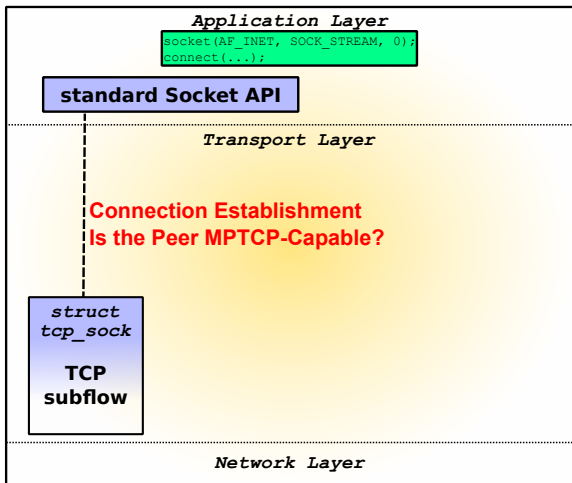 Application Layer
socket(AF_INET, SOCK_STREAM, 0);
connect(...);
standard Socket API
Transport Layer
Connection Establishment
Is the Peer MPTCP-Capable?
struct
tcp_sock
TCP
subflow
Network Layer